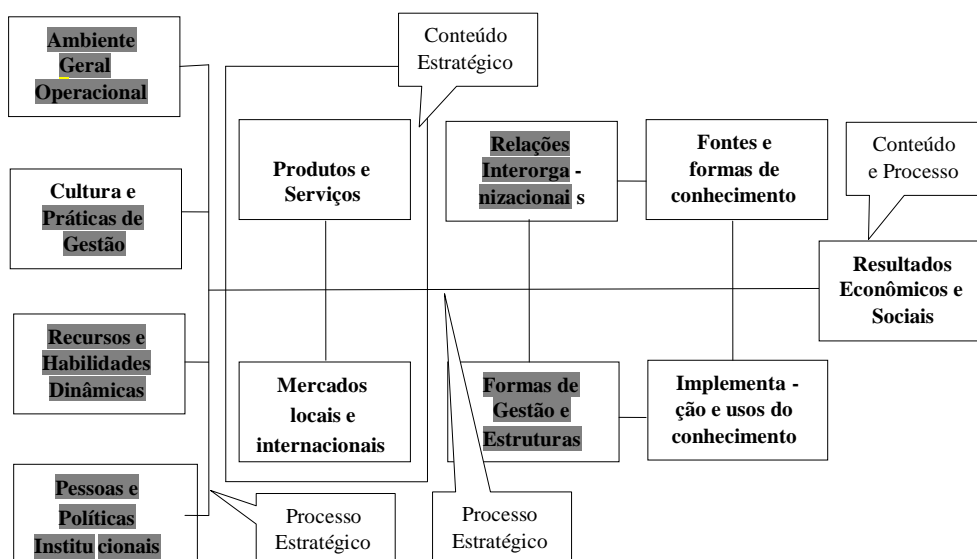 Ambiente
Geral
Operacional
Conteúdo
Estratégico
Produtos e
Serviços
Relações
Interorga -
nizacionai s
Fontes e
formas de
conhecimento
Conteúdo
e Processo
Cultura e
Práticas de
Gestão
Resultados
Econômicos e
Sociais
Recursos e
Habilidades
Dinâmicas
Mercados
locais e
internacionais
Formas de
Gestão e
Estruturas
Implementa -
ção e usos do
conhecimento
Pessoas e
Políticas
Institu cionais
Processo
Estratégico
Processo
Estratégico